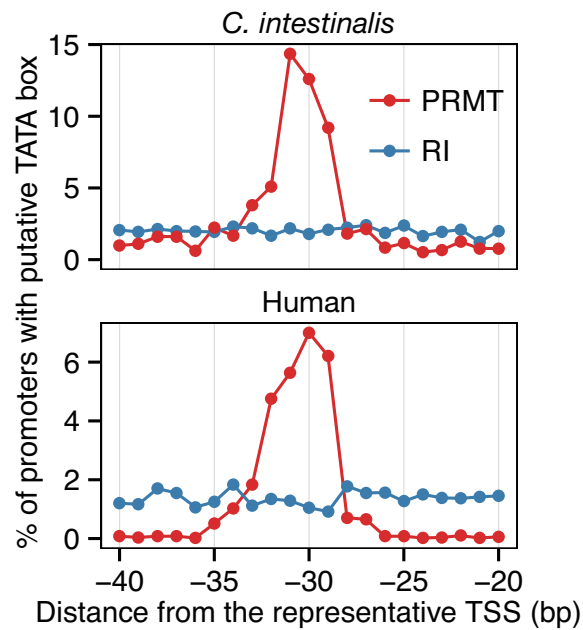 C. intestinalis
% of promoters with putative TATA box
15
10
5
0
PRMT
RI
Human
6
4
2
0
−40 −35 −30 −25 −20
Distance from the representative TSS (bp)